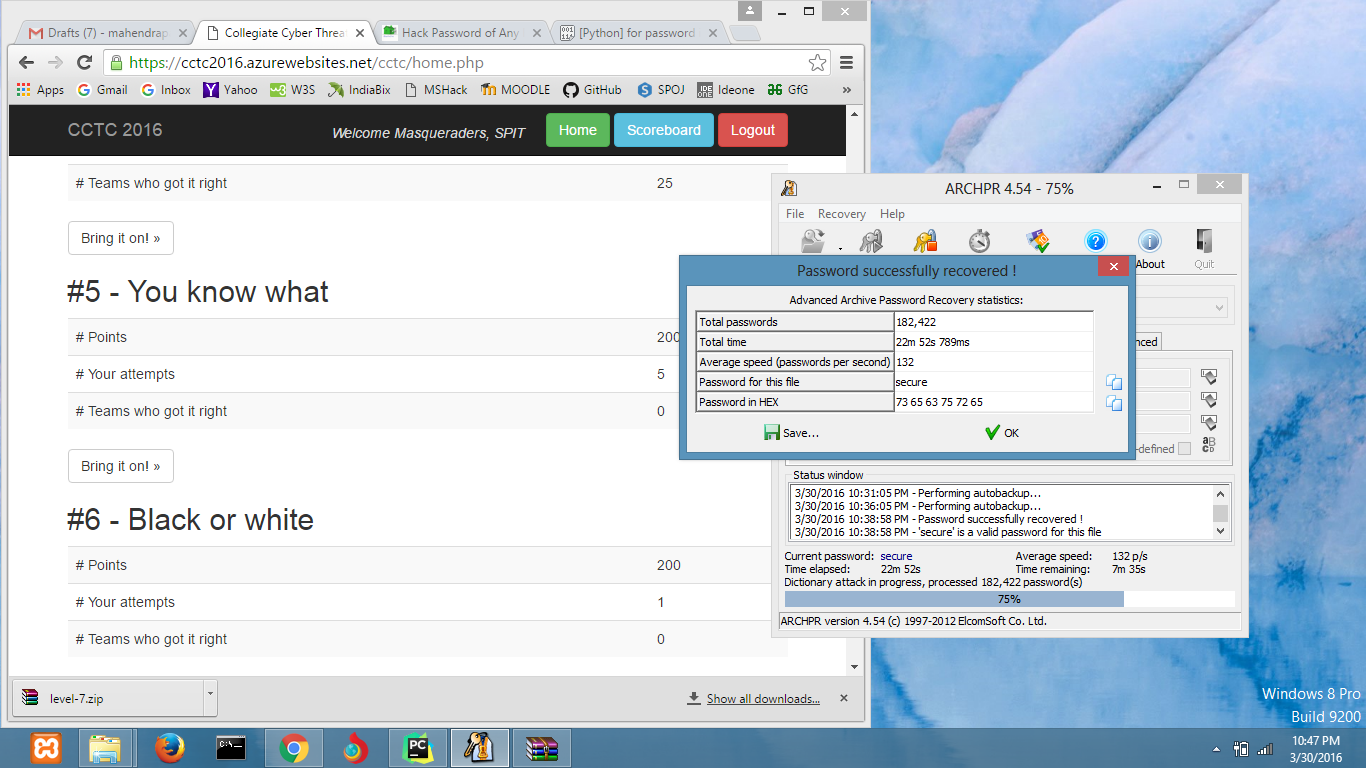 Drafts (7) - mahendrap
Collegiate Cyber Threa
Hack Password of Any
[Python] for password
https://cctc2016.azurewebsites.net/cctc/home.php
Apps Gmail Inbox Yahoo W3S IndiaBix MSHack MOODLE GitHub SPOJ Ideone GfG »
CCTC 2016
Welcome Masqueraders, SPIT
Home Scoreboard Logout
# Teams who got it right 25
Bring it on! »
#5 - You know what
# Points 200
# Your attempts 5
# Teams who got it right 0
Bring it on! »
#6 - Black or white
# Points 200
# Your attempts 1
# Teams who got it right 0
level-7.zip
Show all downloads...
ARCHPR 4.54 - 75%
File Recovery Help
About Quit
Password successfully recovered !
Advanced Archive Password Recovery statistics:
Total passwords 182,422
Total time 22m 52s 789ms
Average speed (passwords per second) 132
Password for this file secure
Password in HEX 73 65 63 75 72 65
Save... OK
nced
-defined
Status window
3/30/2016 10:31:05 PM - Performing autobackup...
3/30/2016 10:36:05 PM - Performing autobackup...
3/30/2016 10:38:58 PM - Password successfully recovered !
3/30/2016 10:38:58 PM - 'secure' is a valid password for this file
Current password: secure Average speed: 132 p/s
Time elapsed: 22m 52s Time remaining: 7m 35s
Dictionary attack in progress, processed 182,422 password(s)
75%
ARCHPR version 4.54 (c) 1997-2012 ElcomSoft Co. Ltd.
Windows 8 Pro
Build 9200
10:47 PM
3/30/2016